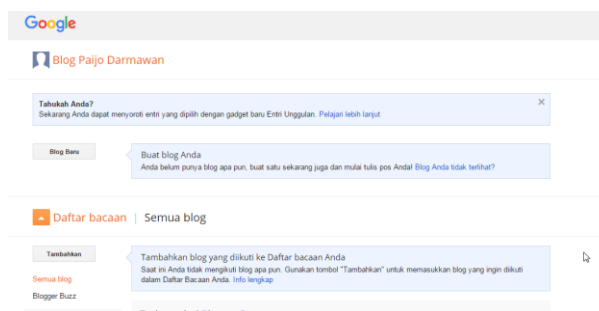 Google
Blog Paijo Darmawan
Tahukah Anda?
Sekarang Anda dapat menyoroti entri yang dipilih dengan gadget baru Entri Unggulan. Pelajari lebih lanjut
Blog Baru
Buat blog Anda
Anda belum punya blog apa pun, buat satu sekarang juga dan mulai tulis pos Anda! Blog Anda tidak terlihat?
Daftar bacaan | Semua blog
Tambahkan
Tambahkan blog yang diikuti ke Daftar bacaan Anda
Saat ini Anda tidak mengikuti blog apa pun. Gunakan tombol "Tambahkan" untuk memasukkan blog yang ingin diikuti
dalam Daftar Bacaan Anda. Info lengkap
Semua blog
Blogger Buzz